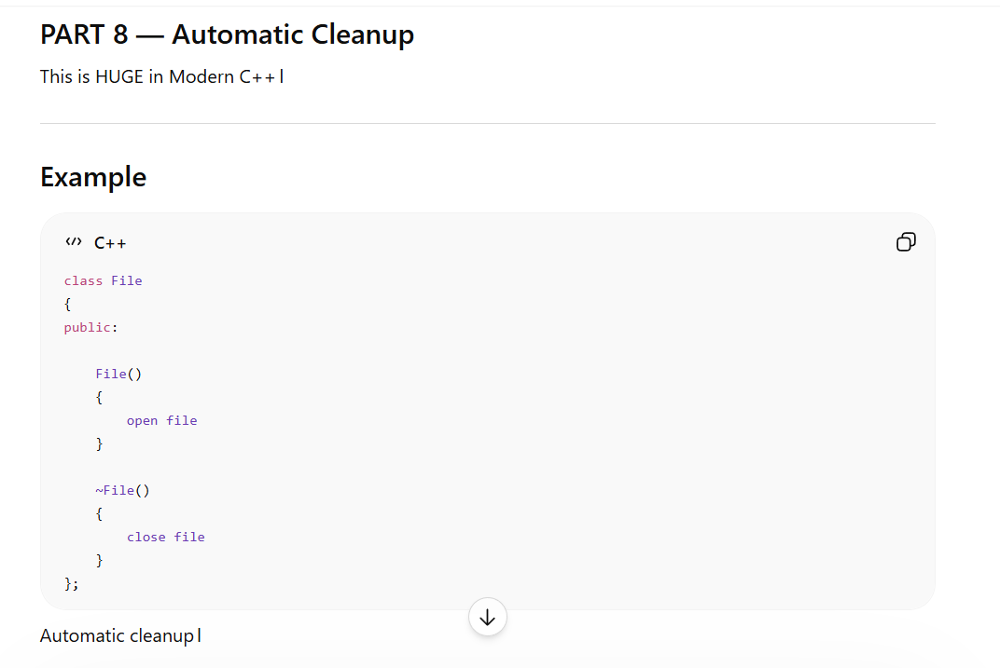 PART 8 — Automatic Cleanup
This is HUGE in Modern C++l
Example
C++
class File
{
public:
File()
{
open file
}
~File()
{
close file
}
};
Automatic cleanupl